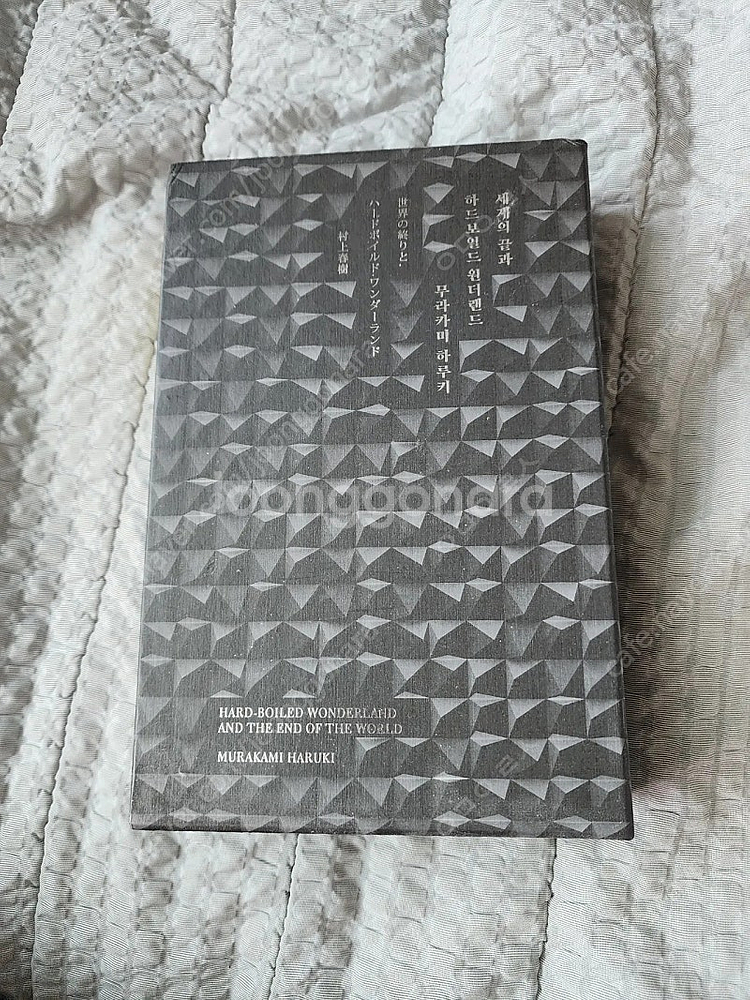 세계의 끝과
하드보일드 원더랜드
무라카미 하루키
世界の終りと、
ハードボイルド・ワンダーランド
村上春樹
joonggonara
HARD-BOILED WONDERLAND
AND THE END OF THE WORLD
MURAKAMI HARUKI